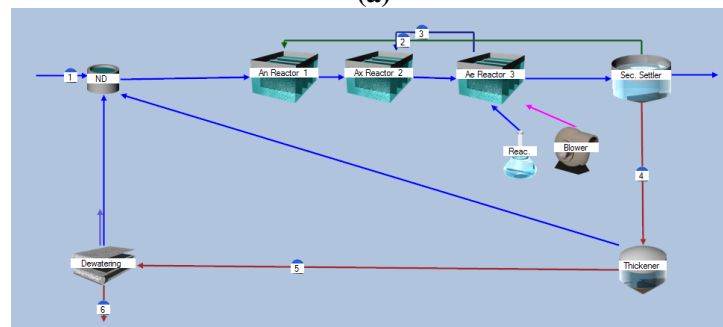 (a)
2
3
1
ND
An Reactor 1
Ax Reactor 2
Ae Reactor 3
Sec. Settler
Reac.
Blower
4
Dewatering
5
Thickener
6